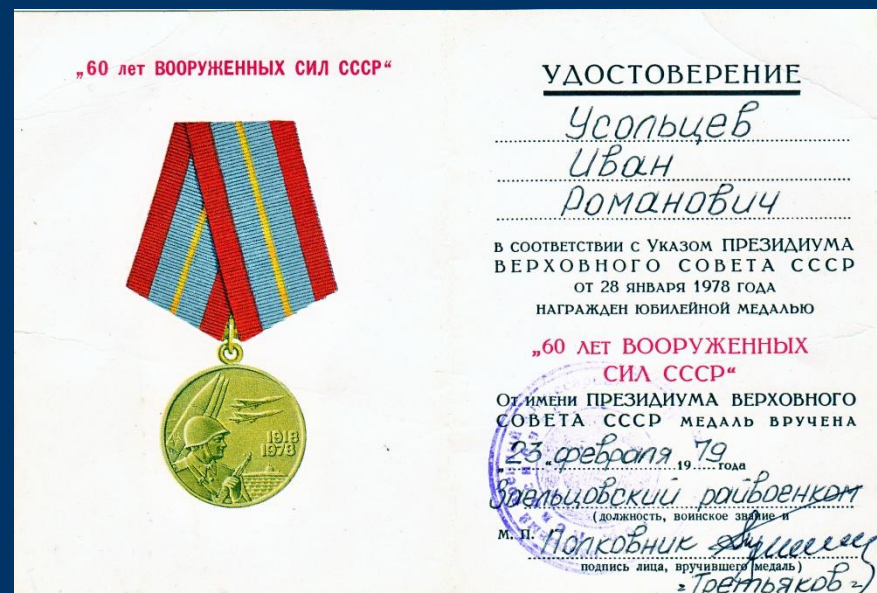 „60 лет ВООРУЖЕННЫХ СИЛ СССР“
1918
1978
УДОСТОВЕРЕНИЕ
Усольцев
Иван
Романович
в соответствии с Указом ПРЕЗИДИУМА
ВЕРХОВНОГО СОВЕТА СССР
от 28 января 1978 года
награжден юбилейной медалью
„60 лет ВООРУЖЕННЫХ
СИЛ СССР“
От имени ПРЕЗИДИУМА ВЕРХОВНОГО
СОВЕТА СССР медаль вручена
„23“ февраля 1979 года
Заельцовский райвоенком
(должность, воинское звание и
М. П. Полковник
подпись лица, вручившего медаль)
-Третьяков-)